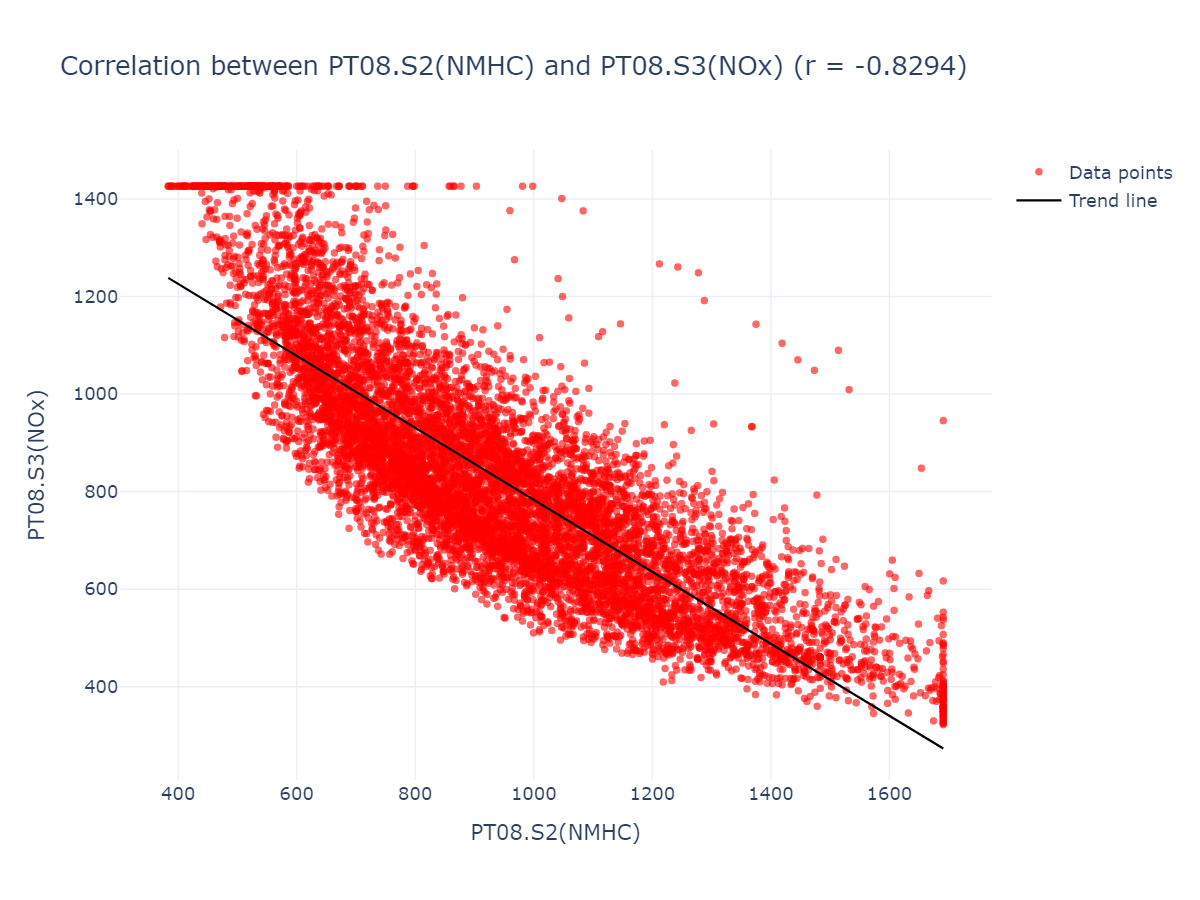 Correlation between PT08.S2(NMHC) and PT08.S3(NOx) (r = -0.8294)
Data points
Trend line
1400
1200
1000
800
600
400
PT08.S3(NOx)
400 600 800 1000 1200 1400 1600
PT08.S2(NMHC)